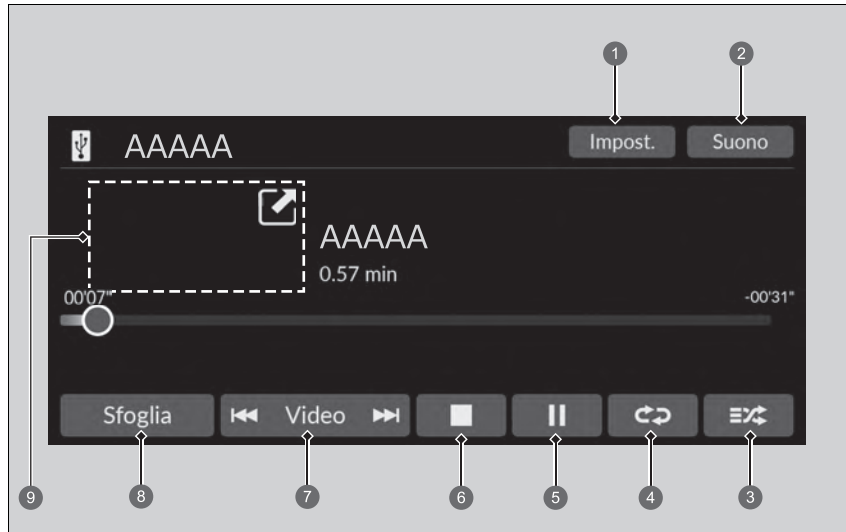 1
2
AAAAA
Impost.
Suono
AAAAA
9
0.57 min
00'07"
-00'31"
Sfoglia
Video
8
7
6
5
4
3